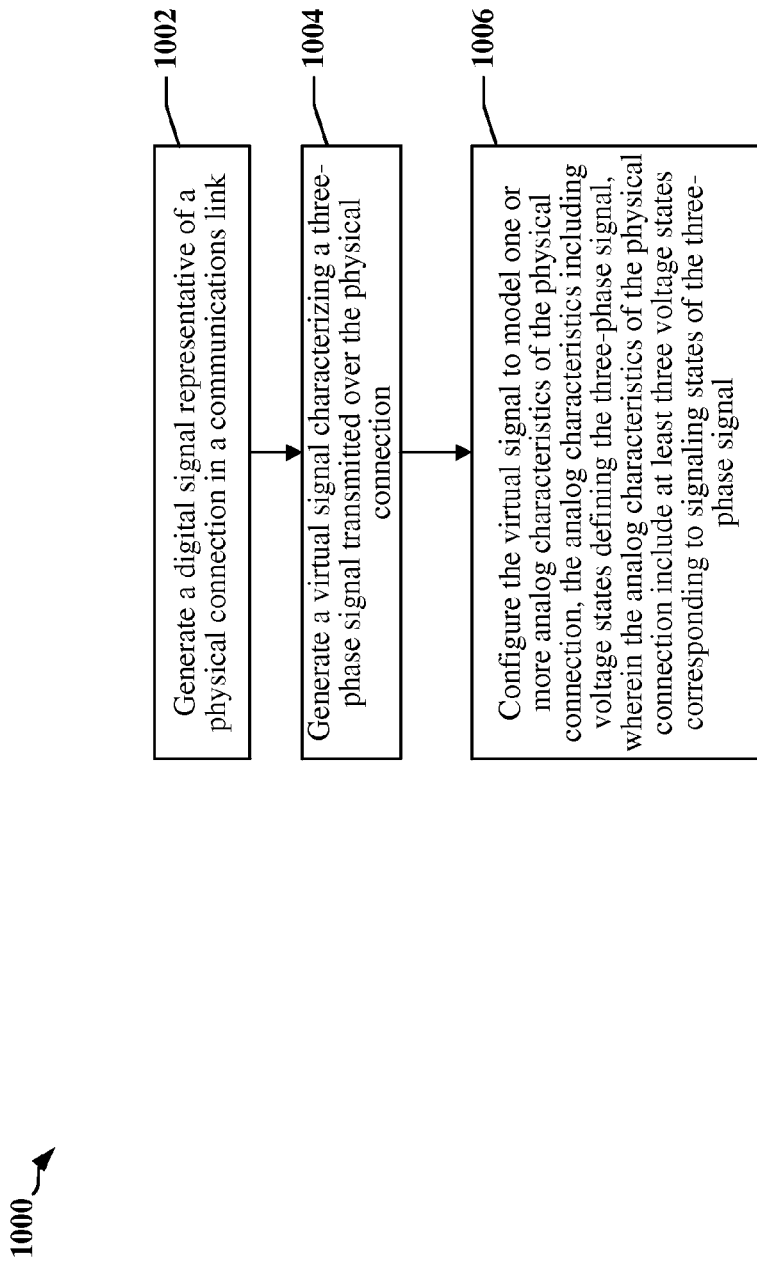 1000
1002
Generate a digital signal representative of a
physical connection in a communications link
1004
Generate a virtual signal characterizing a three-
phase signal transmitted over the physical
connection
1006
Configure the virtual signal to model one or
more analog characteristics of the physical
connection, the analog characteristics including
voltage states defining the three-phase signal,
wherein the analog characteristics of the physical
connection include at least three voltage states
corresponding to signaling states of the three-
phase signal